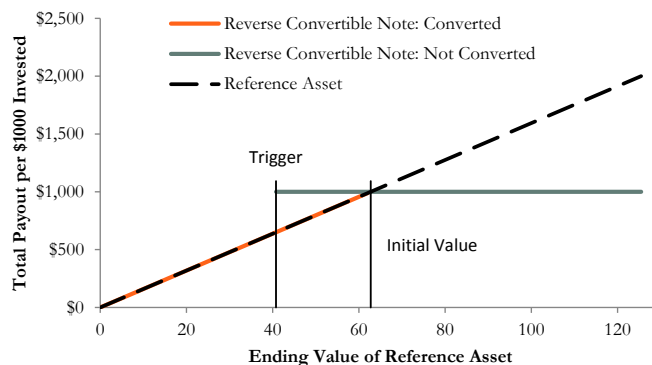 $2,500
$2,000
$1,500
$1,000
$500
$0
Total Payout per $1000 Invested
Reverse Convertible Note: Converted
Reverse Convertible Note: Not Converted
Reference Asset
Trigger
Initial Value
0 20 40 60 80 100 120
Ending Value of Reference Asset